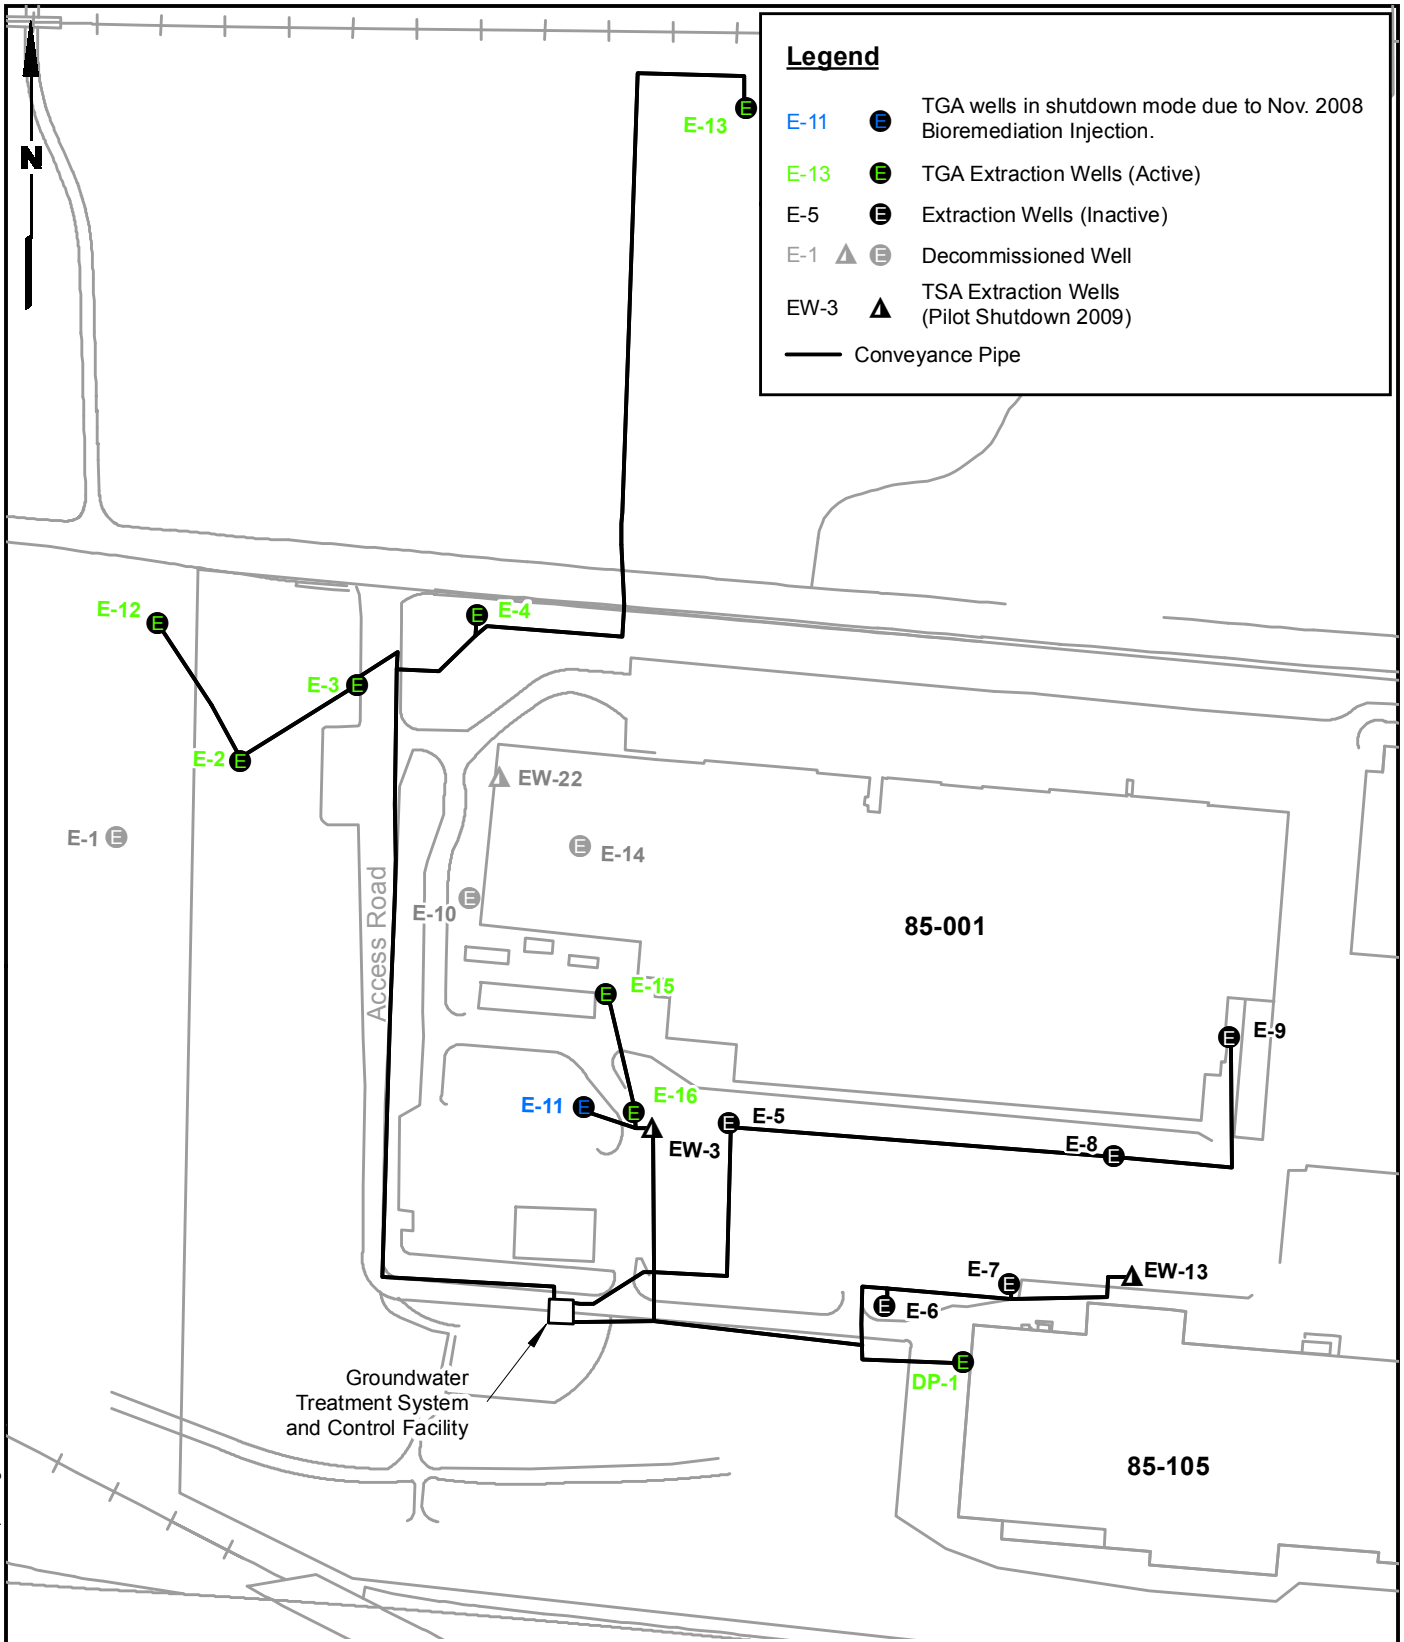 N
Legend
E-11 E TGA wells in shutdown mode due to Nov. 2008
Bioremediation Injection.
E-13 E TGA Extraction Wells (Active)
E-5 E Extraction Wells (Inactive)
E-1 E Decommissioned Well
EW-3 TSA Extraction Wells
(Pilot Shutdown 2009)
Conveyance Pipe
E-13 E
E-12 E
E E-4
E-3 E
E-2 E
EW-22
E-1 E
E E-14
E-10 E
85-001
Access Road
E E-15
E E-9
E-11 E
E E-16
E E-5
EW-3
E-8 E
E-7 E
EW-13
E E-6
DP-1 E
Groundwater
Treatment System
and Control Facility
85-105